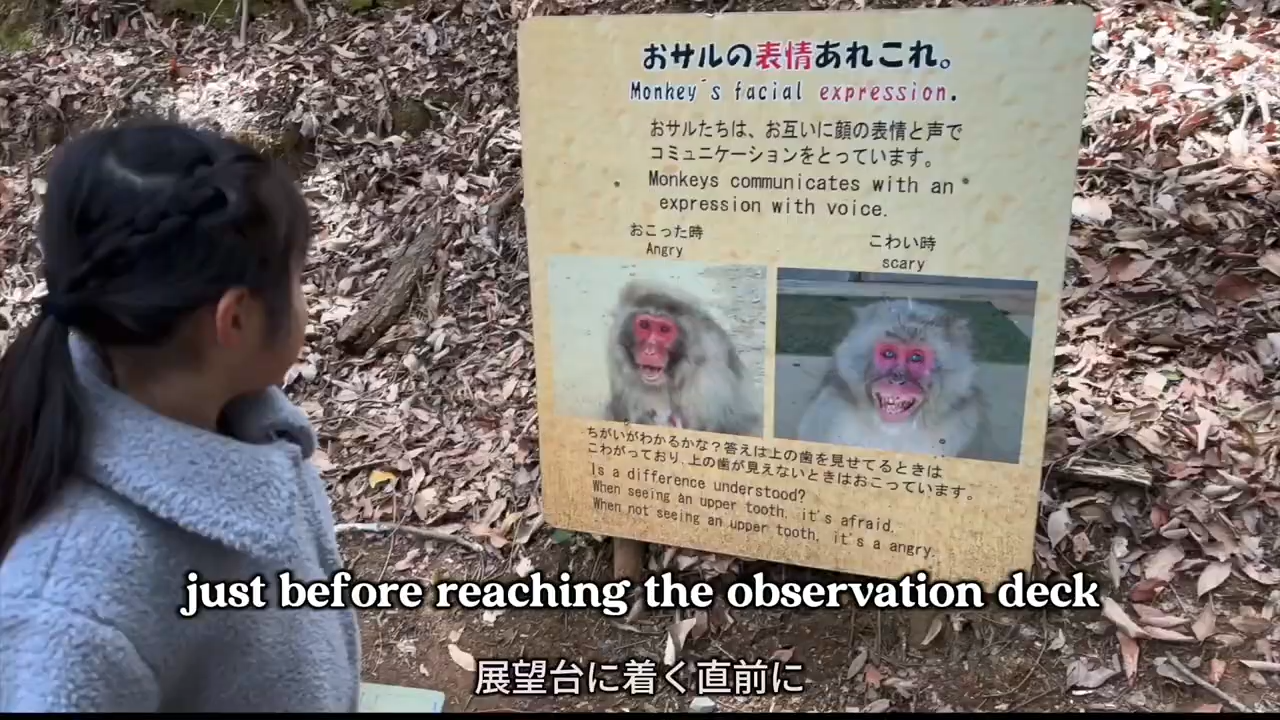 おサルの表情あれこれ。
Monkey's facial expression.
おサルたちは、お互いに顔の表情と声で
コミュニケーションをとっています。
Monkeys communicates with an
expression with voice.
おこった時
Angry
こわい時
scary
ちがいがわかるかな？答えは上の歯を見せてるときは
こわがっており、上の歯が見えないときはおこっています。
Is a difference understood?
When seeing an upper tooth, it's afraid.
When not seeing an upper tooth, it's a angry.
just before reaching the observation deck
展望台に着く直前に